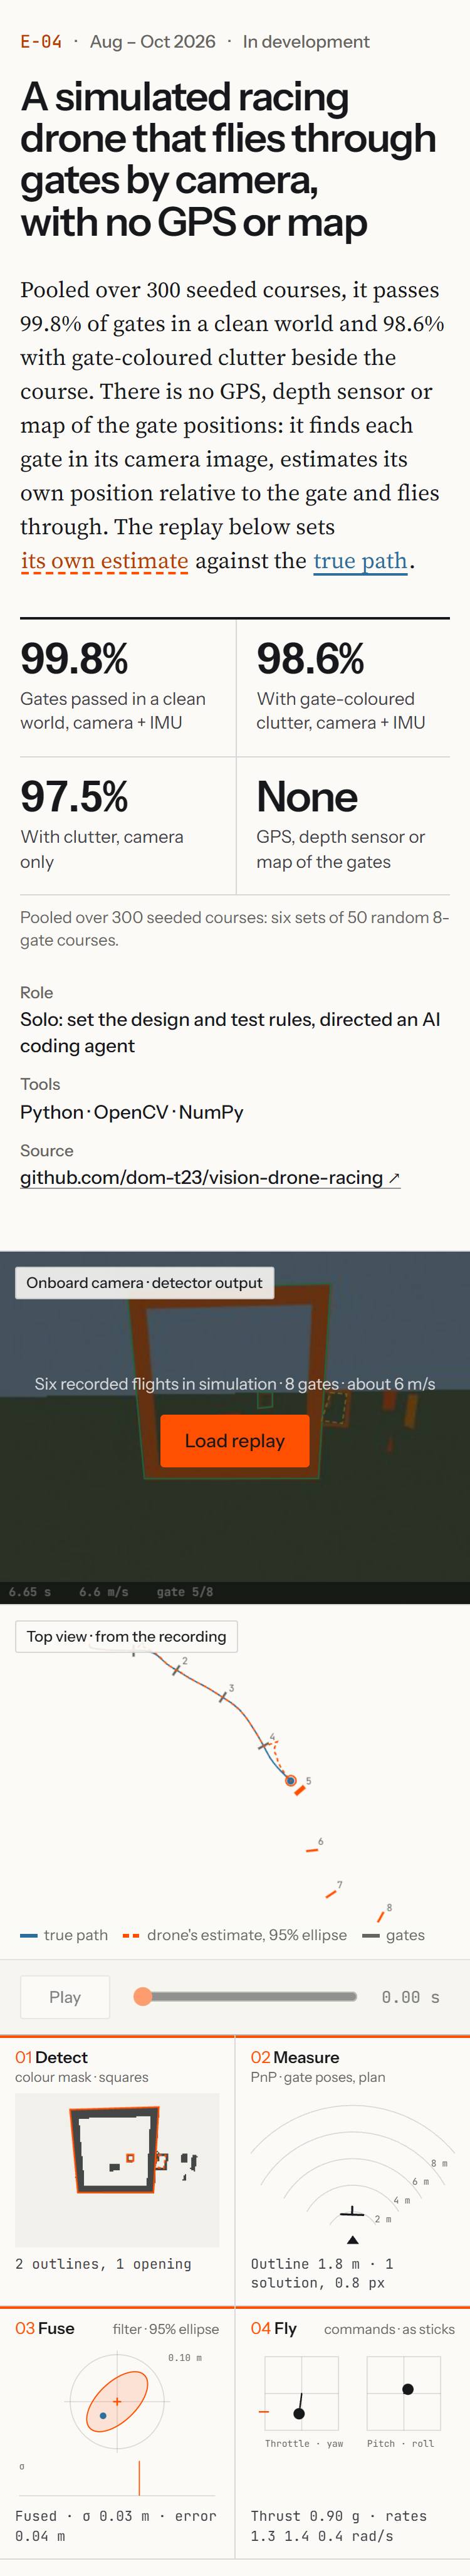 E-04 · Aug – Oct 2026 · In development
A simulated racing
drone that flies through
gates by camera,
with no GPS or map
Pooled over 300 seeded courses, it passes
99.8% of gates in a clean world and 98.6%
with gate-coloured clutter beside the
course. There is no GPS, depth sensor or
map of the gate positions: it finds each
gate in its camera image, estimates its
own position relative to the gate and flies
through. The replay below sets
its own estimate against the true path.
99.8%
Gates passed in a clean
world, camera + IMU
98.6%
With gate-coloured
clutter, camera + IMU
97.5%
With clutter, camera
only
None
GPS, depth sensor or
map of the gates
Pooled over 300 seeded courses: six sets of 50 random 8-
gate courses.
Role
Solo: set the design and test rules, directed an AI
coding agent
Tools
Python · OpenCV · NumPy
Source
github.com/dom-t23/vision-drone-racing ↗
Onboard camera · detector output
Six recorded flights in simulation · 8 gates · about 6 m/s
Load replay
6.65 s 6.6 m/s gate 5/8
Top view · from the recording
2
3
4
5
6
7
8
true path drone's estimate, 95% ellipse gates
Play 0.00 s
01 Detect
colour mask · squares
2 outlines, 1 opening
02 Measure
PnP · gate poses, plan
8 m
6 m
4 m
2 m
Outline 1.8 m · 1
solution, 0.8 px
03 Fuse filter · 95% ellipse
0.10 m
σ
Fused · σ 0.03 m · error
0.04 m
04 Fly commands · as sticks
Throttle · yaw Pitch · roll
Thrust 0.90 g · rates
1.3 1.4 0.4 rad/s